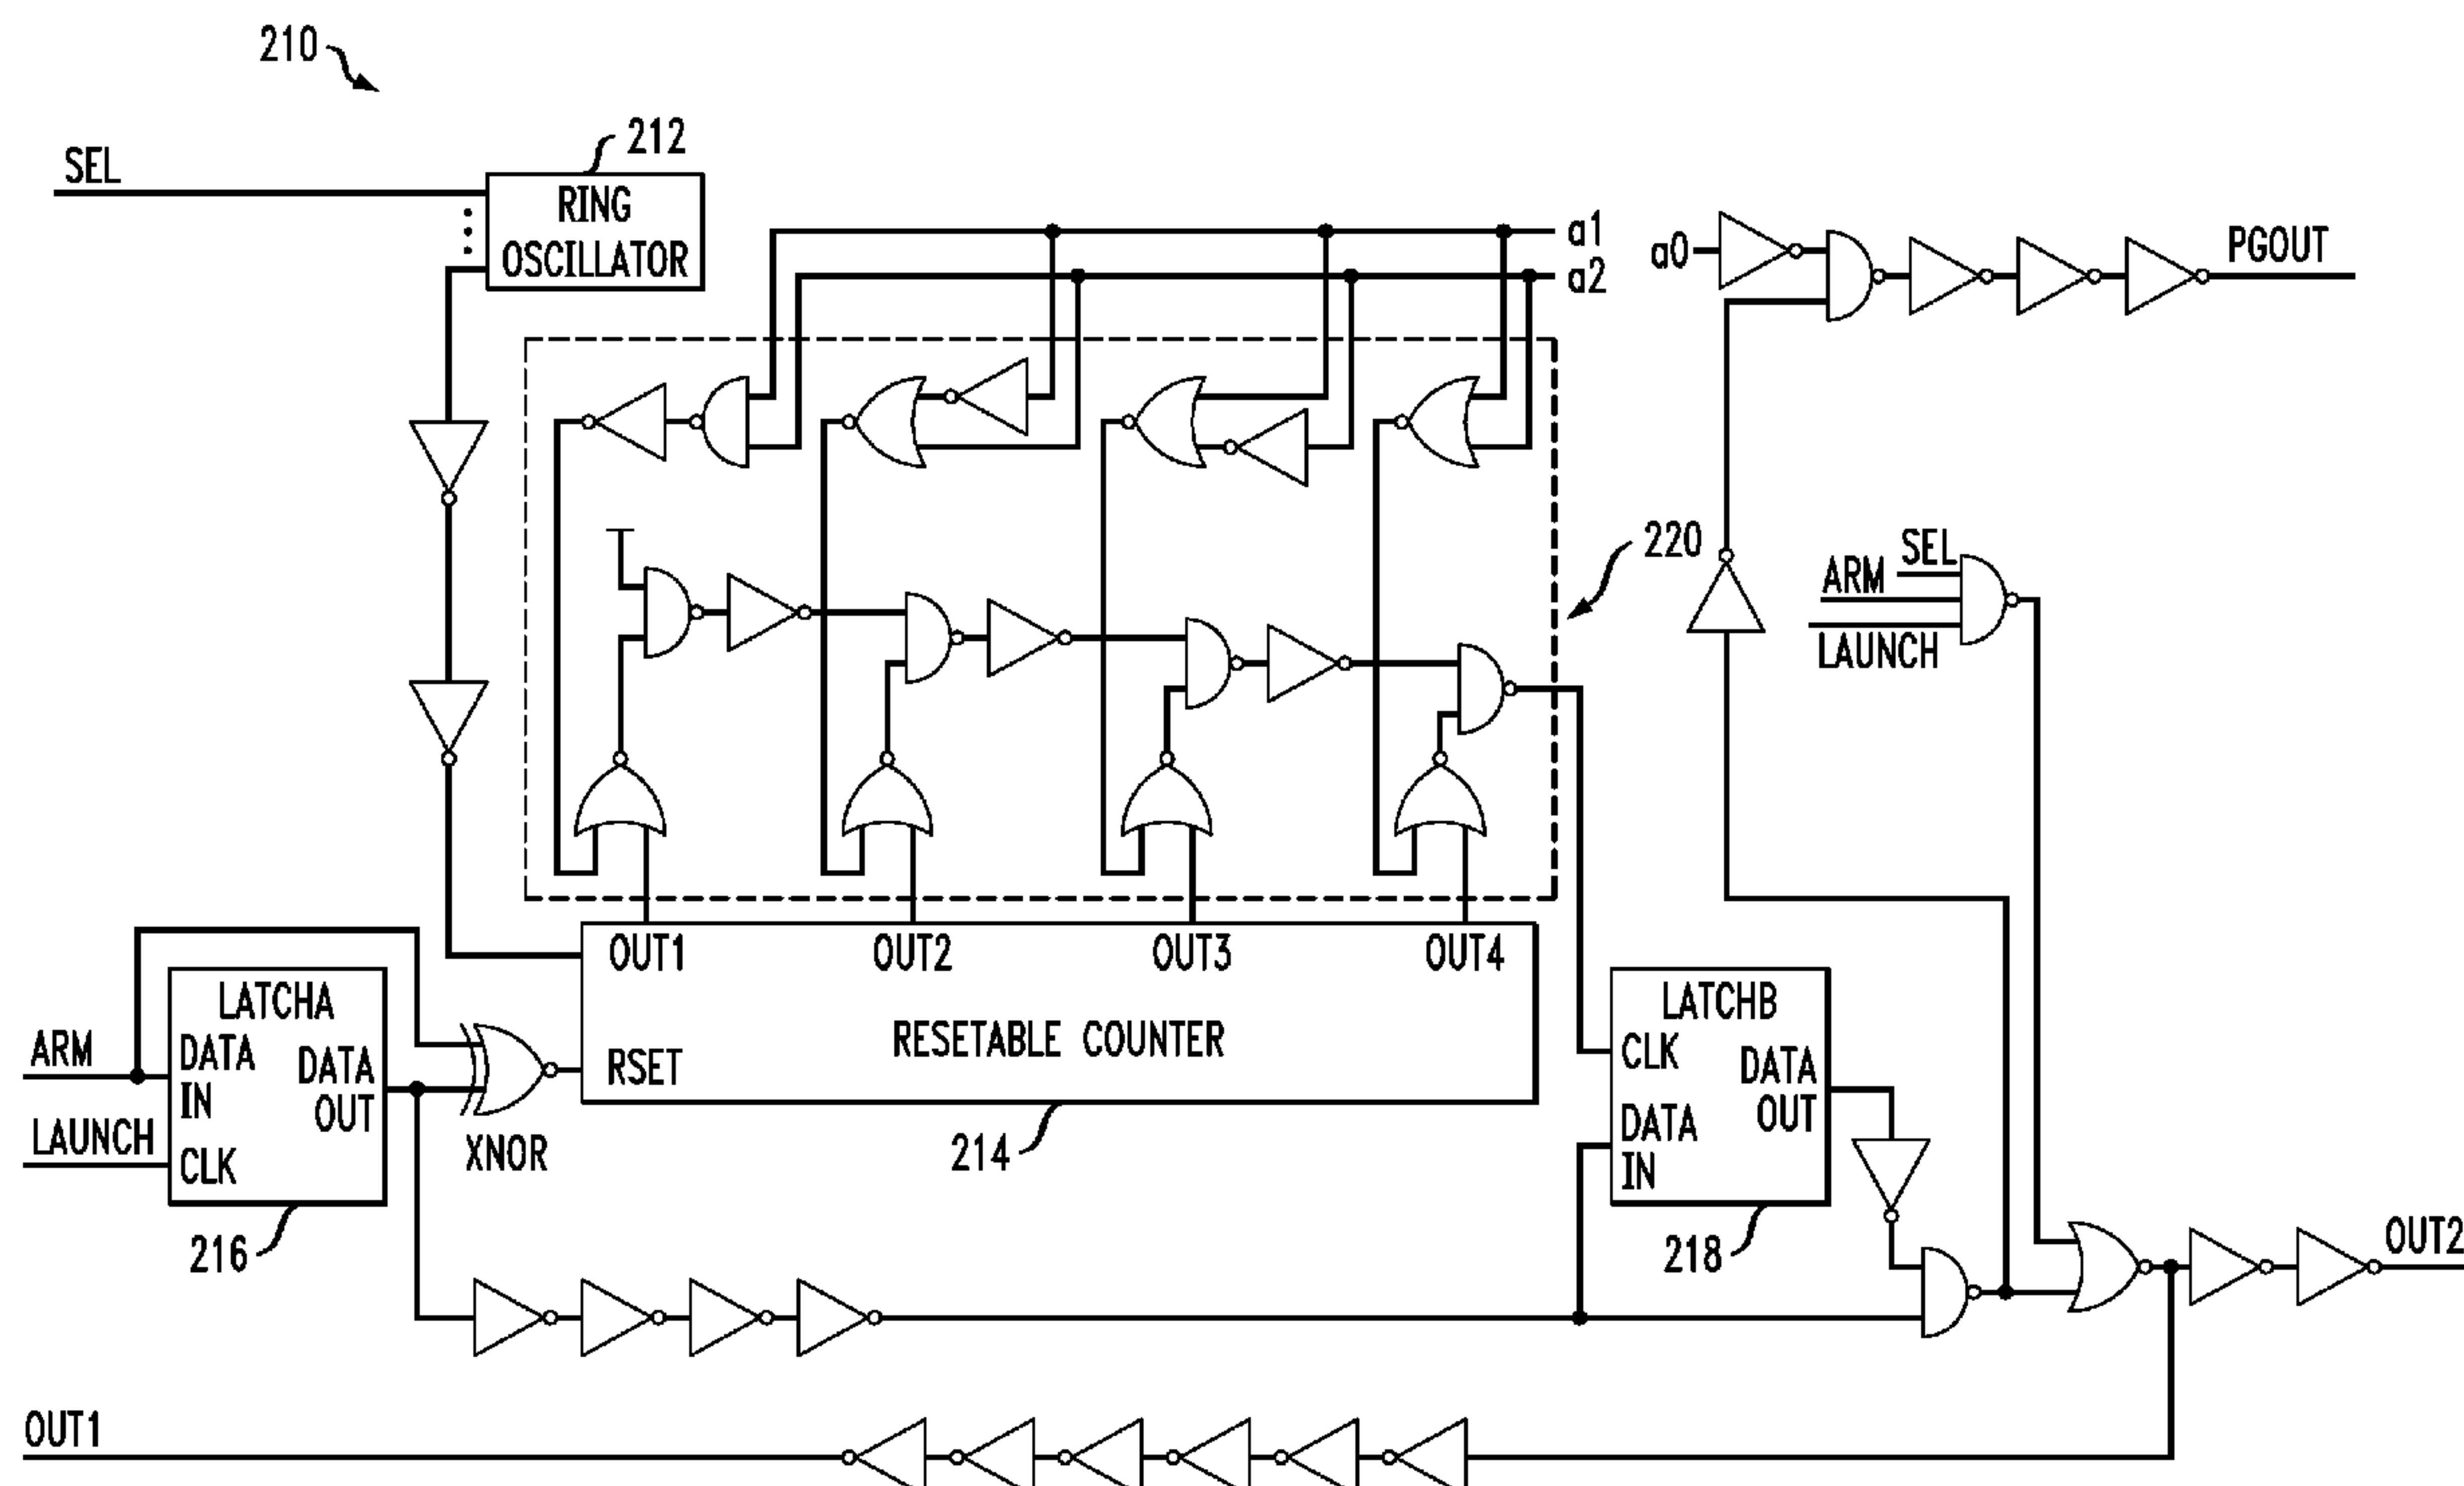 210
212
SEL
RING
OSCILLATOR
a1
a2
a0
PGOUT
220
SEL
ARM
LAUNCH
OUT1 OUT2 OUT3 OUT4
RESETABLE COUNTER
RSET
214
LATCHA
ARM
DATA
IN
DATA
OUT
LAUNCH
CLK
XNOR
216
LATCHB
CLK
DATA
OUT
DATA
IN
218
OUT2
OUT1